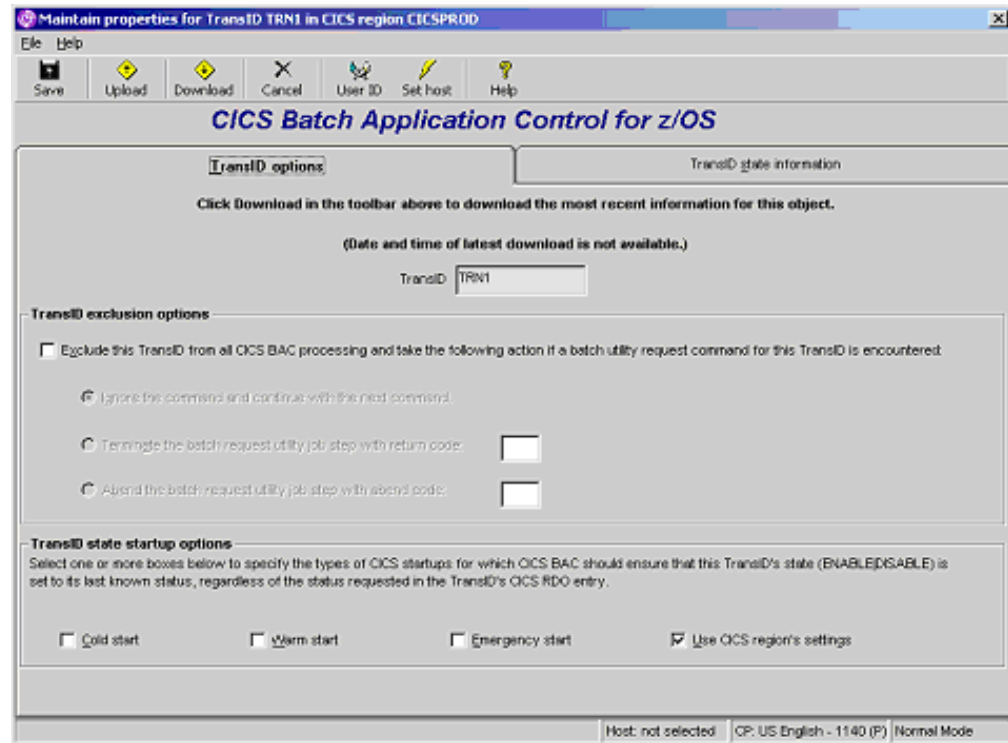 Maintain properties for TransID TRN1 in CICS region CICSPROD
File Help
Save Upload Download Cancel User ID Set host Help
CICS Batch Application Control for z/OS
TransID options TransID state information
Click Download in the toolbar above to download the most recent information for this object.
(Date and time of latest download is not available.)
TransID TRN1
TransID exclusion options
Exclude this TransID from all CICS BAC processing and take the following action if a batch utility request command for this TransID is encountered:
Ignore the command and continue with the next command.
Terminate the batch request utility job step with return code:
Abend the batch request utility job step with abend code:
TransID state startup options
Select one or more boxes below to specify the types of CICS startups for which CICS BAC should ensure that this TransID's state (ENABLE|DISABLE) is
set to its last known status, regardless of the status requested in the TransID's CICS RDO entry.
Cold start Warm start Emergency start Use CICS region's settings
Host: not selected CP: US English - 1140 (P) Normal Mode